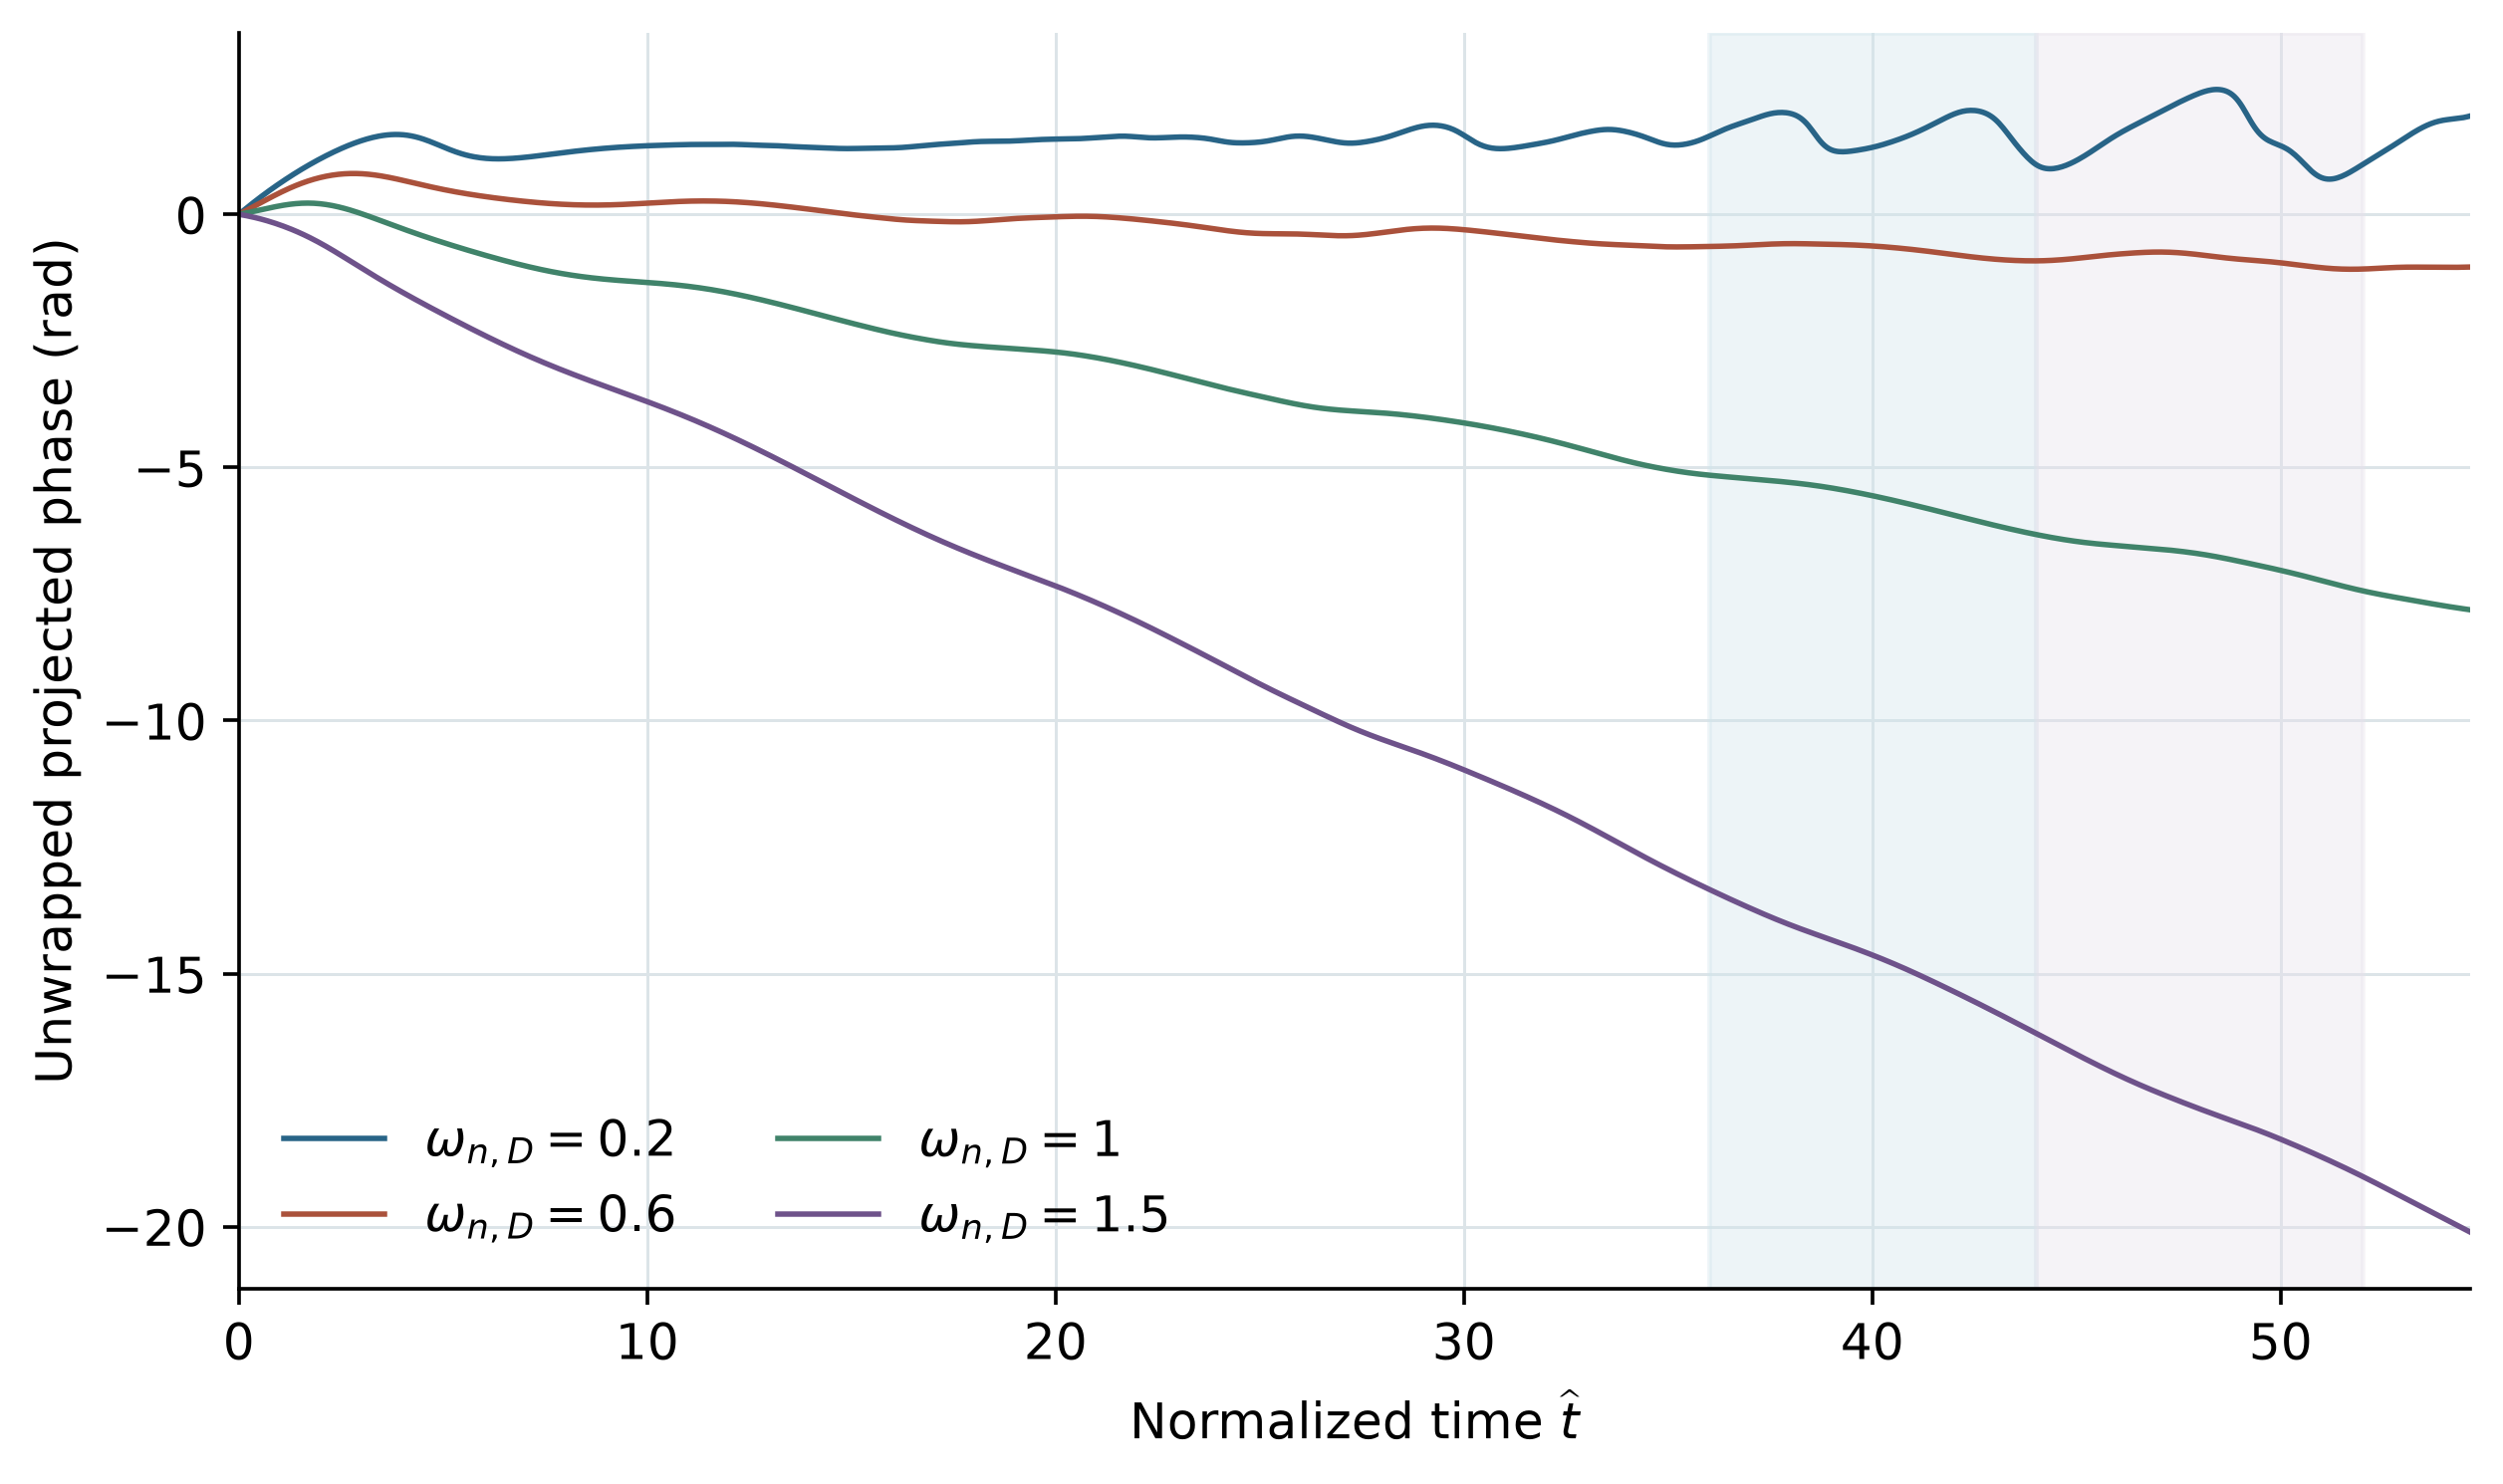 Unwrapped projected phase (rad)
0
−5
−10
−15
−20
ω_{n, D} = 0.2
ω_{n, D} = 0.6
ω_{n, D} = 1
ω_{n, D} = 1.5
0 10 20 30 40 50
Normalized time t̂